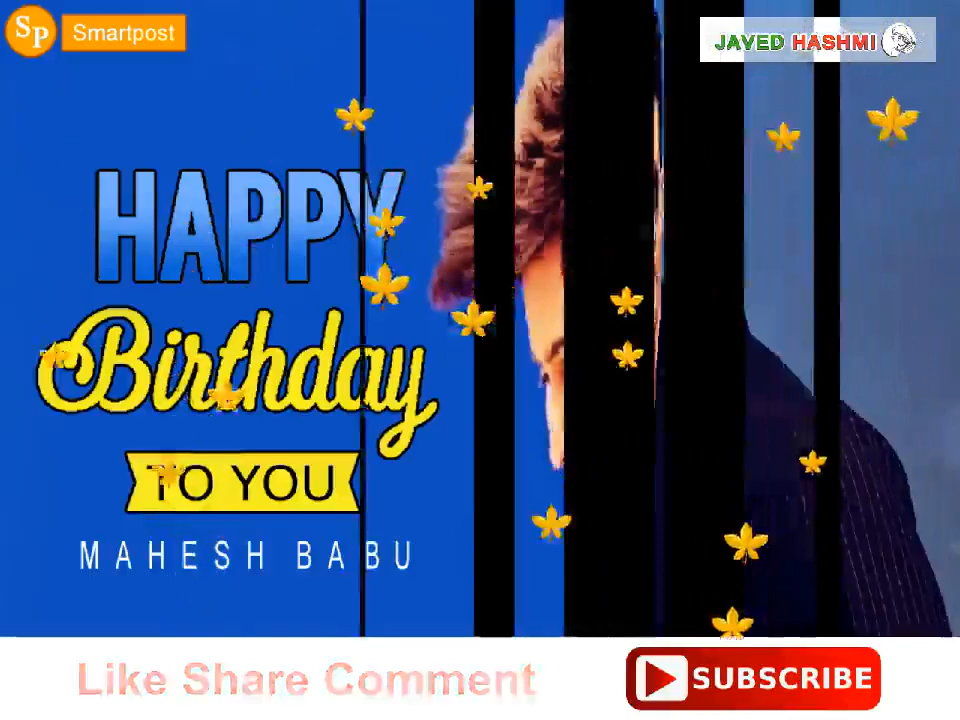 SP Smartpost
JAVED HASHMI
HAPPY
Birthday
TO YOU
MAHESH BABU
Like Share Comment
SUBSCRIBE